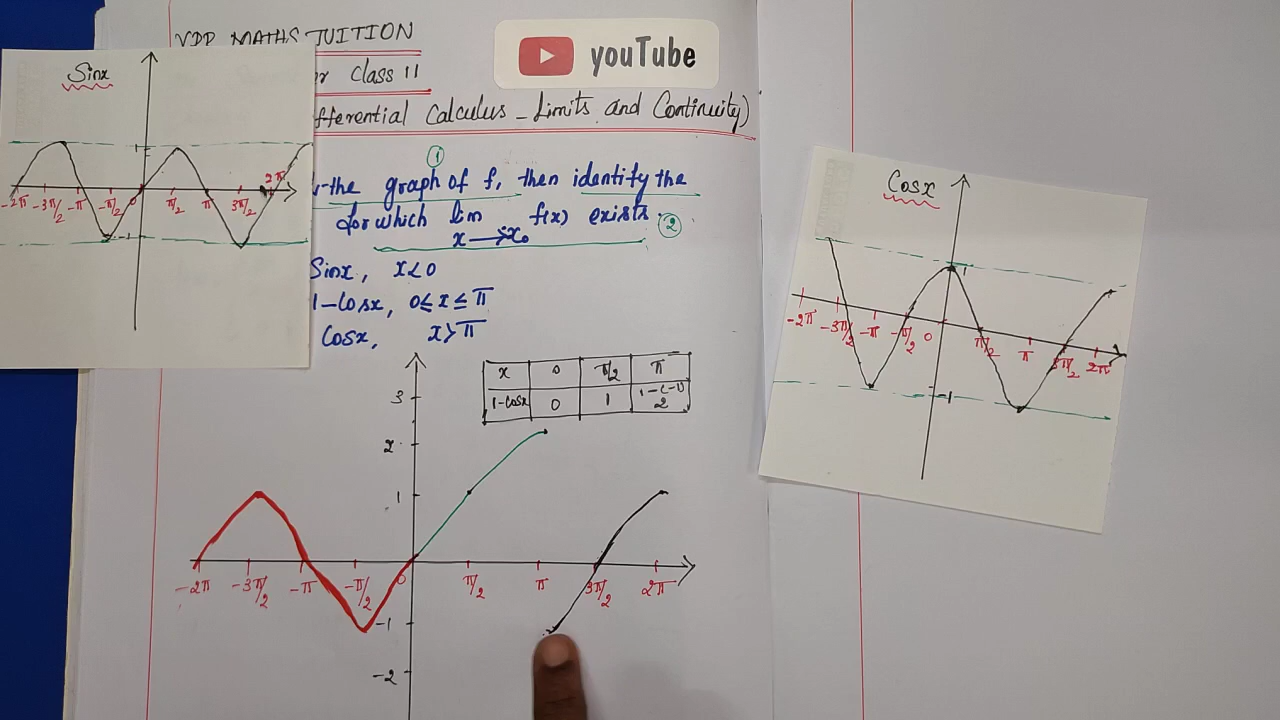 VDP MATHS TUITION
Class 11
fferential Calculus - Limits and Continuity)
youTube
①
the graph of f, then identify the
for which lim f(x) exists. ②
x→x₀
Sinx, x<0
1-Cosx, 0≤x≤π
Cosx, x>π
x 0 π/2 π
1-cosx 0 1 1-(-1)
2
3
2
1
-2π -3π/2 -π -π/2 0 π/2 π 3π/2 2π
-1
-2
Sinx
1
-2π -3π/2 -π -π/2 0 π/2 π 3π/2 2π
-1
Cosx
1
-2π -3π/2 -π -π/2 0 π/2 π 3π/2 2π
-1